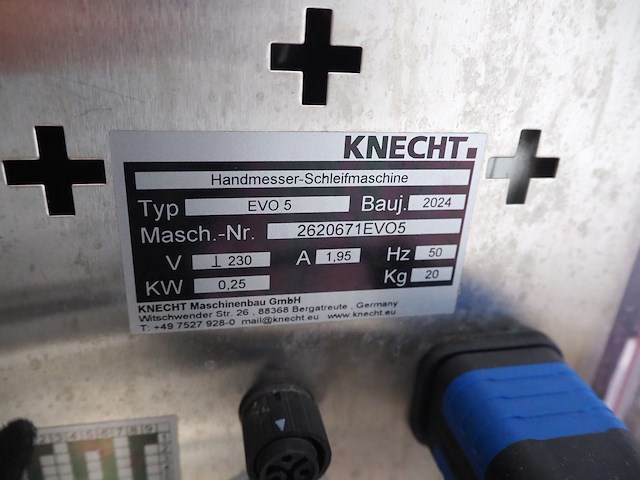 KNECHT.
Handmesser-Schleifmaschine
Typ EVO 5 Bauj. 2024
Masch.-Nr. 2620671EVO5
V ⊥ 230 A 1,95 Hz 50
KW 0,25 Kg 20
KNECHT Maschinenbau GmbH
Witschwender Str. 26 , 88368 Bergatreute , Germany
T: +49 7527 928-0 mail@knecht.eu www.knecht.eu